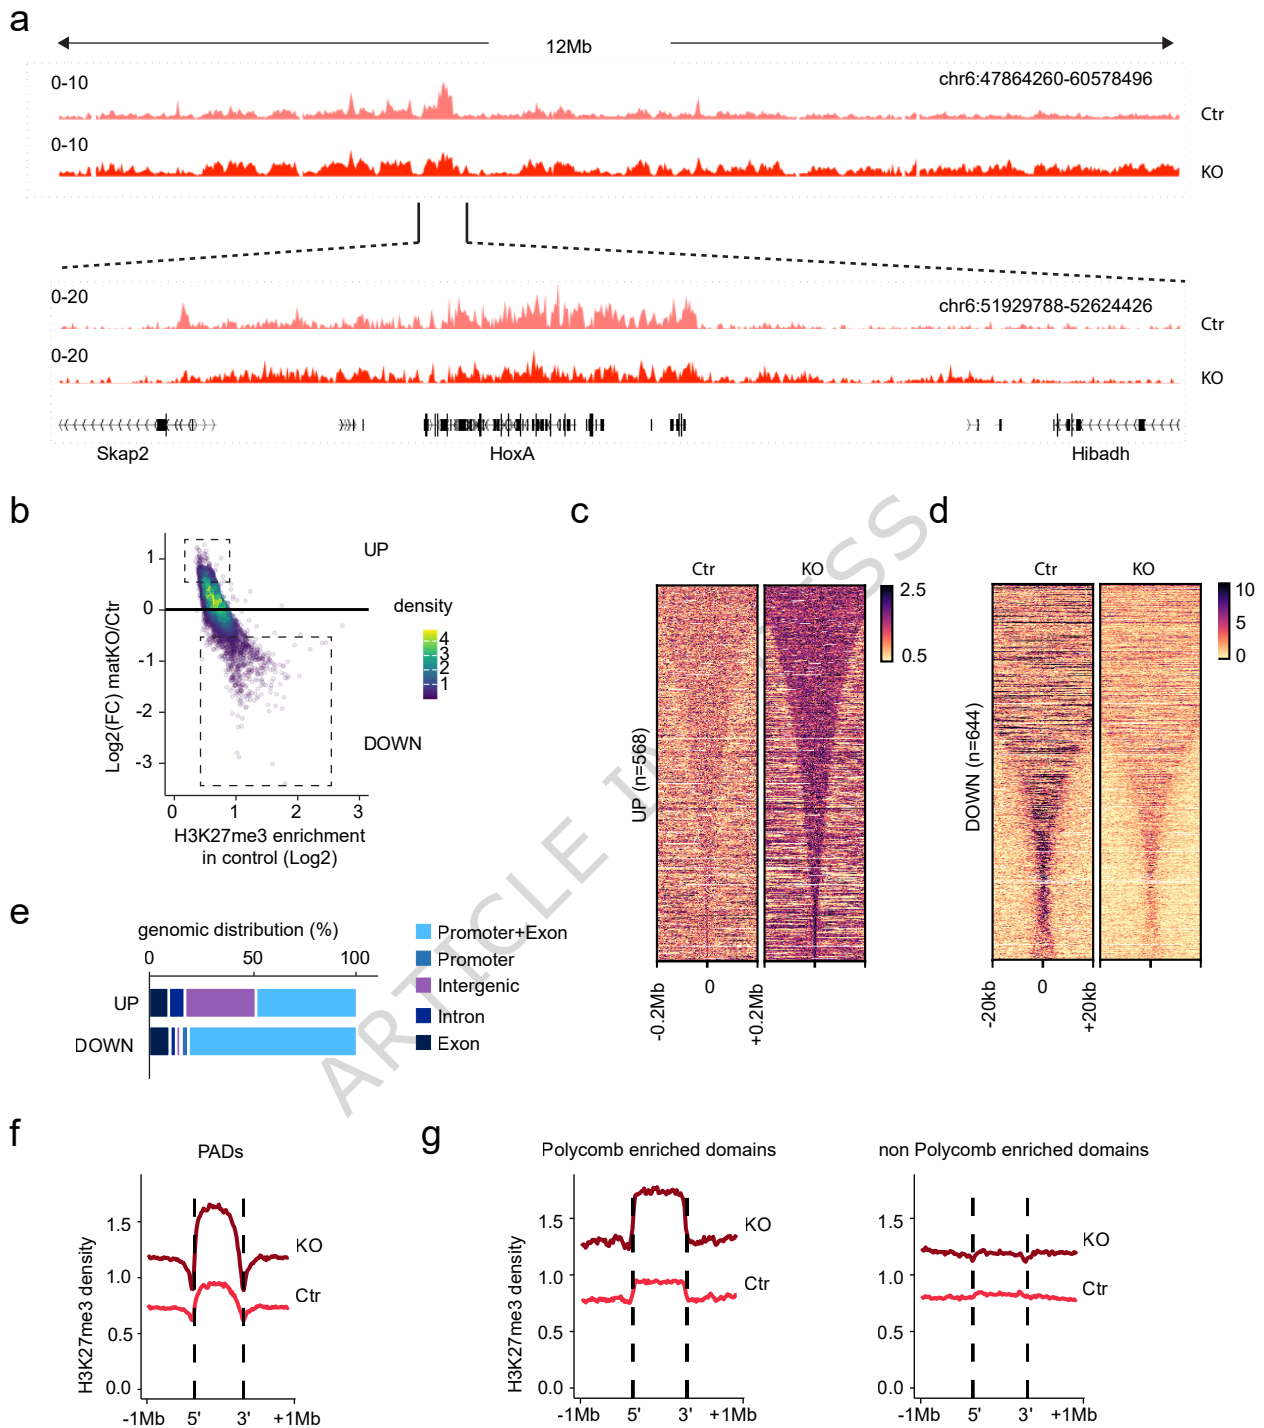 a
12Mb
0-10
chr6:47864260-60578496
Ctr
0-10
KO
0-20
chr6:51929788-52624426
Ctr
0-20
KO
Skap2
HoxA
Hibadh
b
UP
1
0
-1
-2
-3
Log2(FC) matKO/Ctr
density
4
3
2
1
DOWN
0
1
2
3
H3K27me3 enrichment
in control (Log2)
c
Ctr
KO
2.5
0.5
UP (n=568)
-0.2Mb
0
+0.2Mb
d
Ctr
KO
10
5
0
DOWN (n=644)
-20kb
0
+20kb
ARTICLE IN PRESS
e
genomic distribution (%)
0
50
100
UP
DOWN
Promoter+Exon
Promoter
Intergenic
Intron
Exon
f
PADs
H3K27me3 density
1.5
1.0
0.5
0.0
KO
Ctr
-1Mb
5'
3'
+1Mb
g
Polycomb enriched domains
H3K27me3 density
1.5
1.0
0.5
0.0
KO
Ctr
-1Mb
5'
3'
+1Mb
non Polycomb enriched domains
1.5
1.0
0.5
0.0
KO
Ctr
-1Mb
5'
3'
+1Mb